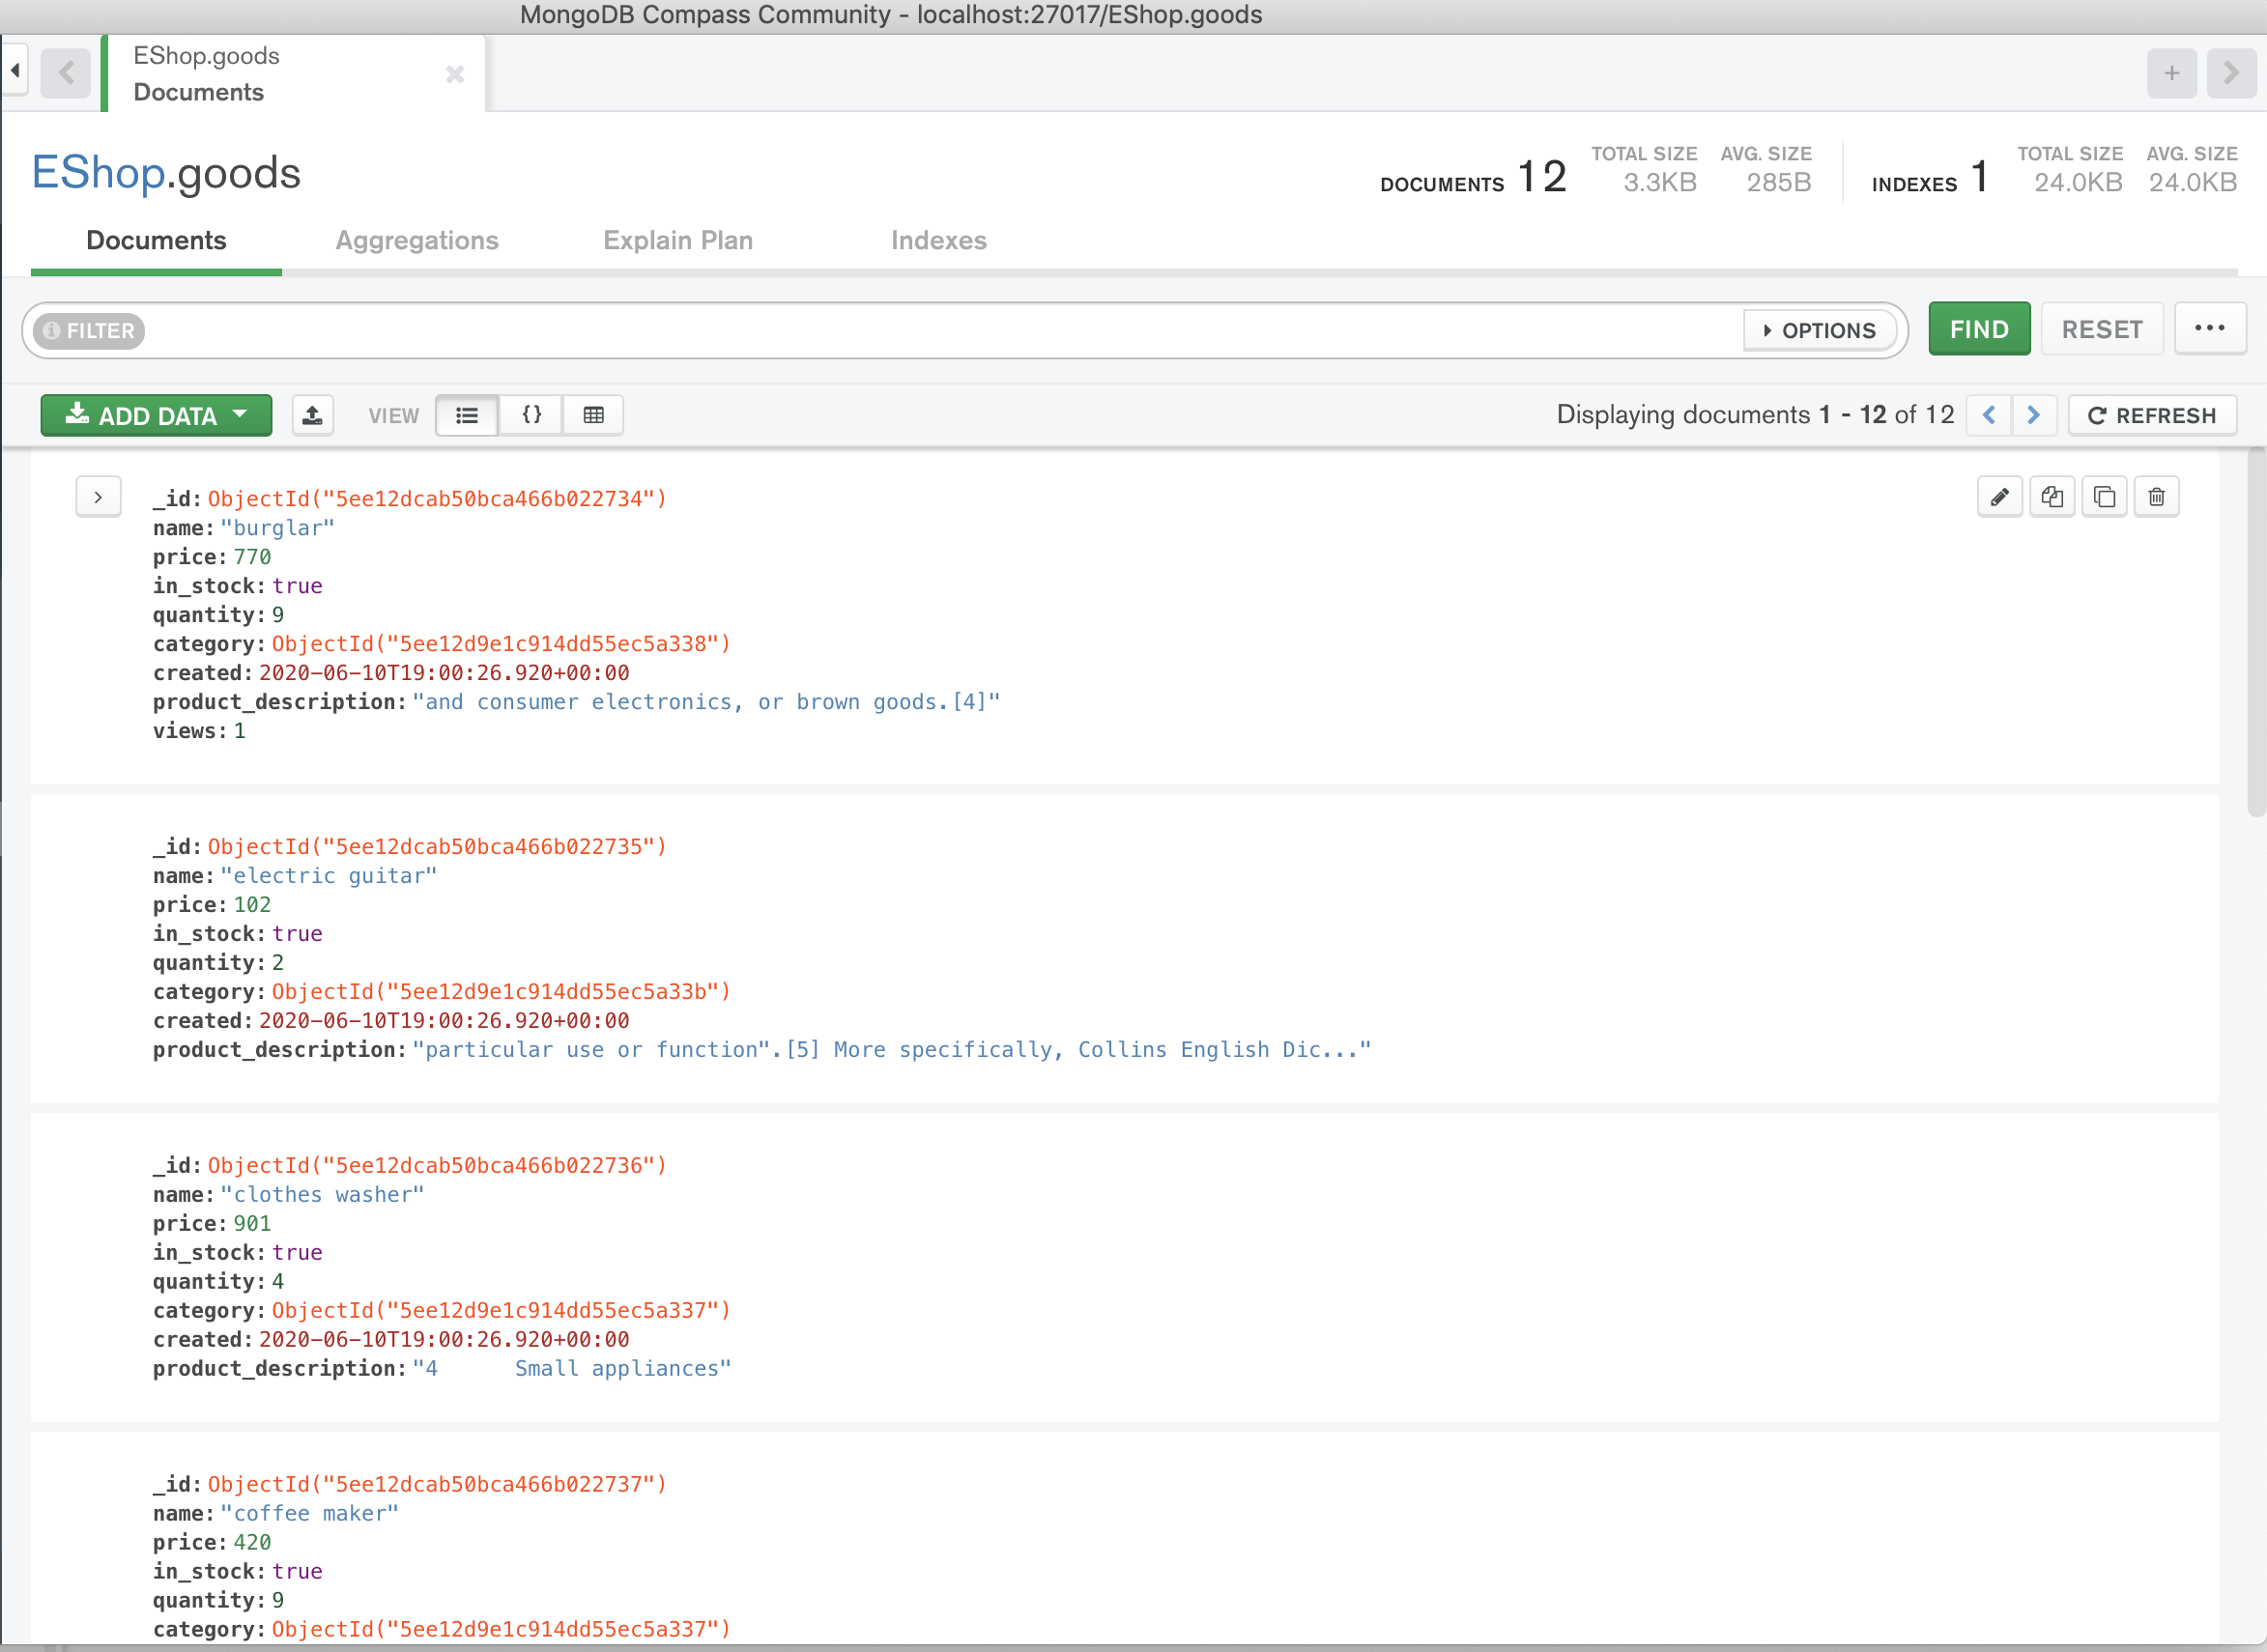 MongoDB Compass Community - localhost:27017/EShop.goods
EShop.goods
Documents
EShop.goods
DOCUMENTS 12 TOTAL SIZE 3.3KB AVG. SIZE 285B INDEXES 1 TOTAL SIZE 24.0KB AVG. SIZE 24.0KB
Documents Aggregations Explain Plan Indexes
FILTER OPTIONS FIND RESET ...
ADD DATA VIEW {} Displaying documents 1 - 12 of 12 REFRESH
_id: ObjectId("5ee12dcab50bca466b022734")
name: "burglar"
price: 770
in_stock: true
quantity: 9
category: ObjectId("5ee12d9e1c914dd55ec5a338")
created: 2020-06-10T19:00:26.920+00:00
product_description: "and consumer electronics, or brown goods.[4]"
views: 1
_id: ObjectId("5ee12dcab50bca466b022735")
name: "electric guitar"
price: 102
in_stock: true
quantity: 2
category: ObjectId("5ee12d9e1c914dd55ec5a33b")
created: 2020-06-10T19:00:26.920+00:00
product_description: "particular use or function".[5] More specifically, Collins English Dic..."
_id: ObjectId("5ee12dcab50bca466b022736")
name: "clothes washer"
price: 901
in_stock: true
quantity: 4
category: ObjectId("5ee12d9e1c914dd55ec5a337")
created: 2020-06-10T19:00:26.920+00:00
product_description: "4      Small appliances"
_id: ObjectId("5ee12dcab50bca466b022737")
name: "coffee maker"
price: 420
in_stock: true
quantity: 9
category: ObjectId("5ee12d9e1c914dd55ec5a337")